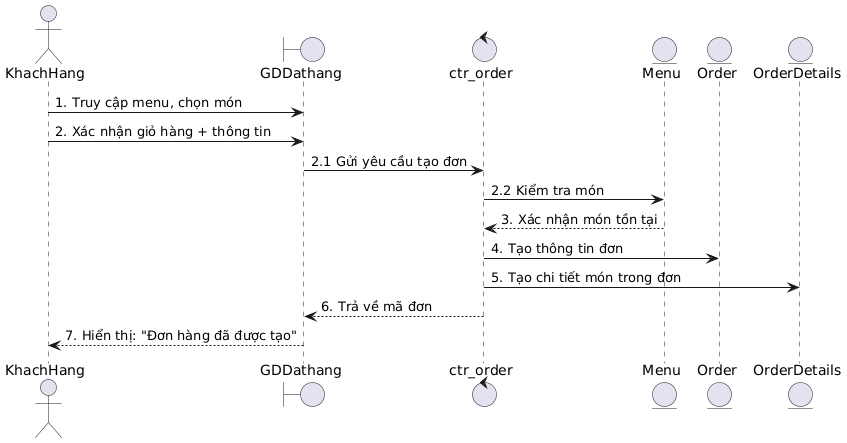 KhachHang GDDathang ctr_order Menu Order OrderDetails
1. Truy cập menu, chọn món
2. Xác nhận giỏ hàng + thông tin
2.1 Gửi yêu cầu tạo đơn
2.2 Kiểm tra món
3. Xác nhận món tồn tại
4. Tạo thông tin đơn
5. Tạo chi tiết món trong đơn
6. Trả về mã đơn
7. Hiển thị: "Đơn hàng đã được tạo"
KhachHang GDDathang ctr_order Menu Order OrderDetails